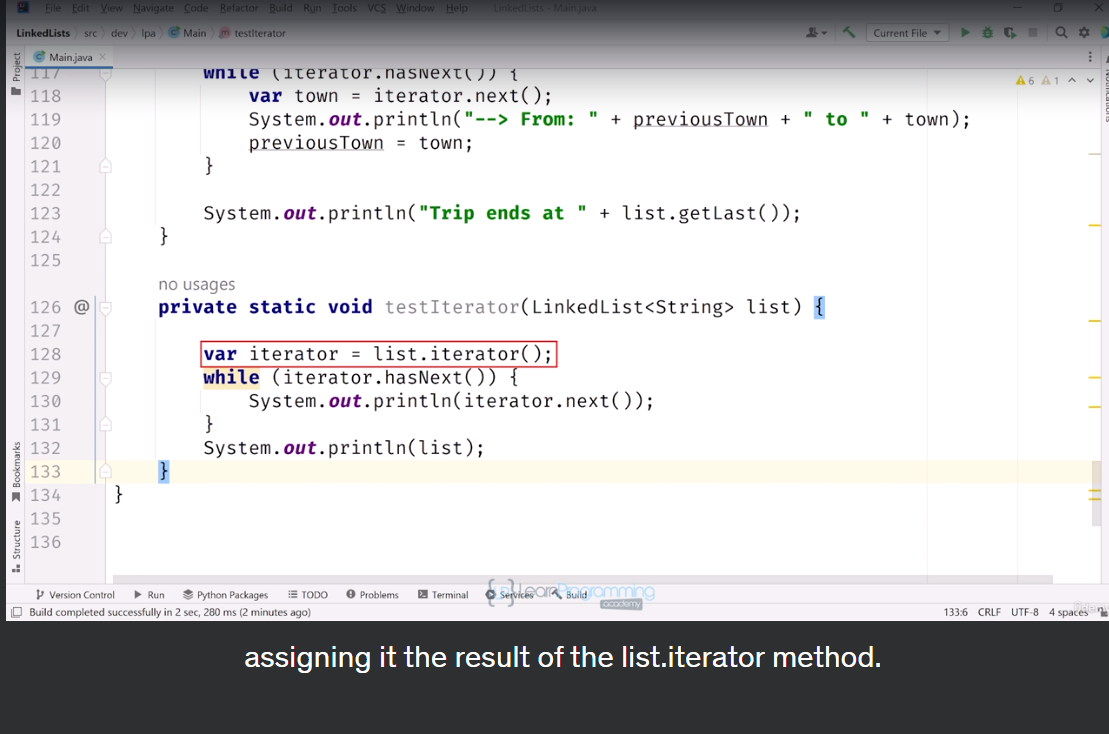 File Edit View Navigate Code Refactor Build Run Tools VCS Window Help LinkedLists - Main.java
LinkedLists src dev lpa Main testIterator Current File
Project Main.java
6 1
117 while (iterator.hasNext()) {
118 var town = iterator.next();
119 System.out.println("--> From: " + previousTown + " to " + town);
120 previousTown = town;
121 }
122
123 System.out.println("Trip ends at " + list.getLast());
124 }
125
no usages
126 @ private static void testIterator(LinkedList<String> list) {
127
128 var iterator = list.iterator();
129 while (iterator.hasNext()) {
130 System.out.println(iterator.next());
131 }
132 System.out.println(list);
133 }
134 }
135
136
Bookmarks
Structure
Version Control Run Python Packages TODO Problems Terminal Services Build
LearnProgramming
academy
Build completed successfully in 2 sec, 280 ms (2 minutes ago) 133:6 CRLF UTF-8 4 spaces
assigning it the result of the list.iterator method.